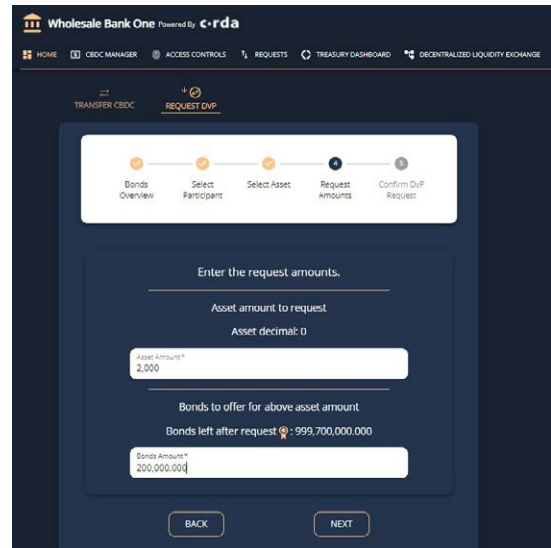 Wholesale Bank One Powered By c·rda
HOME CBDC MANAGER ACCESS CONTROLS REQUESTS TREASURY DASHBOARD DECENTRALIZED LIQUIDITY EXCHANGE
TRANSFER CBDC REQUEST DVP
4 5
Bonds Overview Select Participant Select Asset Request Amounts Confirm DvP Request
Enter the request amounts.
Asset amount to request
Asset decimal: 0
Asset Amount*
2,000
Bonds to offer for above asset amount
Bonds left after request : 999,700,000.000
Bonds Amount*
200,000.000
BACK NEXT